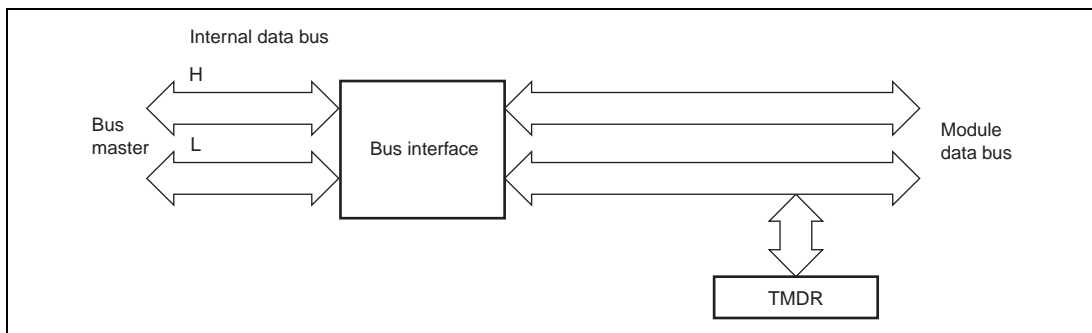 Internal data bus
H
Bus
master
L
Bus interface
Module
data bus
TMDR